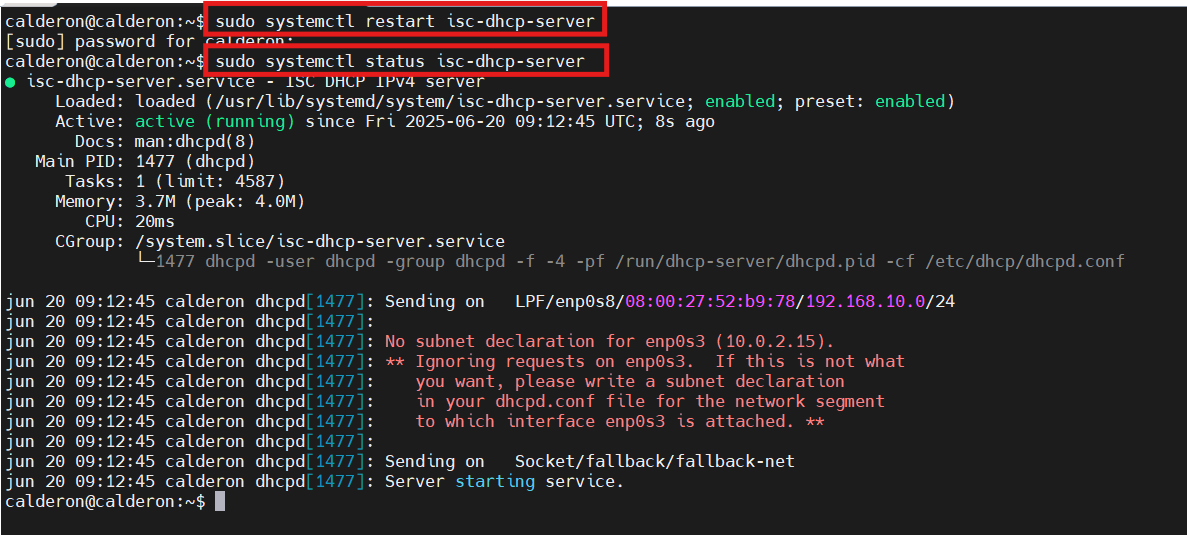 calderon@calderon:~$ sudo systemctl restart isc-dhcp-server
[sudo] password for calderon:
calderon@calderon:~$ sudo systemctl status isc-dhcp-server
● isc-dhcp-server.service - ISC DHCP IPv4 server
     Loaded: loaded (/usr/lib/systemd/system/isc-dhcp-server.service; enabled; preset: enabled)
     Active: active (running) since Fri 2025-06-20 09:12:45 UTC; 8s ago
       Docs: man:dhcpd(8)
   Main PID: 1477 (dhcpd)
      Tasks: 1 (limit: 4587)
     Memory: 3.7M (peak: 4.0M)
        CPU: 20ms
     CGroup: /system.slice/isc-dhcp-server.service
             └─1477 dhcpd -user dhcpd -group dhcpd -f -4 -pf /run/dhcp-server/dhcpd.pid -cf /etc/dhcp/dhcpd.conf
jun 20 09:12:45 calderon dhcpd[1477]: Sending on   LPF/enp0s8/08:00:27:52:b9:78/192.168.10.0/24
jun 20 09:12:45 calderon dhcpd[1477]:
jun 20 09:12:45 calderon dhcpd[1477]: No subnet declaration for enp0s3 (10.0.2.15).
jun 20 09:12:45 calderon dhcpd[1477]: ** Ignoring requests on enp0s3.  If this is not what
jun 20 09:12:45 calderon dhcpd[1477]:    you want, please write a subnet declaration
jun 20 09:12:45 calderon dhcpd[1477]:    in your dhcpd.conf file for the network segment
jun 20 09:12:45 calderon dhcpd[1477]:    to which interface enp0s3 is attached. **
jun 20 09:12:45 calderon dhcpd[1477]:
jun 20 09:12:45 calderon dhcpd[1477]: Sending on   Socket/fallback/fallback-net
jun 20 09:12:45 calderon dhcpd[1477]: Server starting service.
calderon@calderon:~$